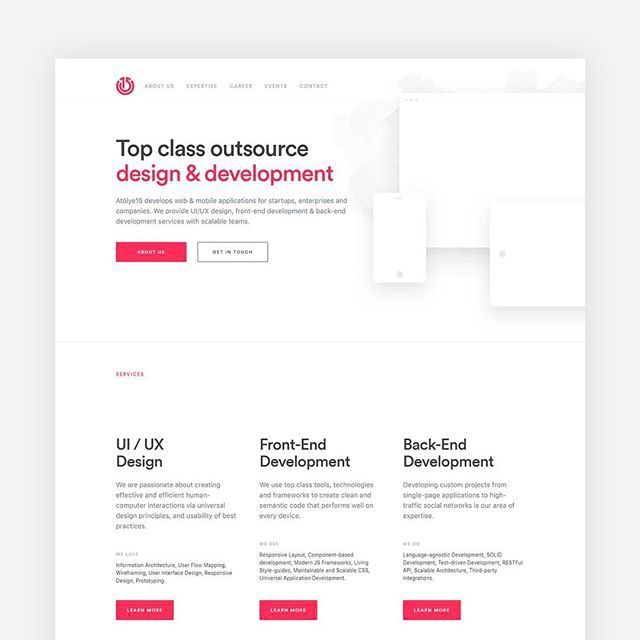 ABOUT US EXPERTISE CAREER EVENTS CONTACT
Top class outsource
design & development
Atölye15 develops web & mobile applications for startups, enterprises and
companies. We provide UI/UX design, front-end development & back-end
development services with scalable teams.
ABOUT US
GET IN TOUCH
SERVICES
UI / UX
Design
We are passionate about creating
effective and efficient human-
computer interactions via universal
design principles, and usability of best
practices.
WE LOVE
Information Architecture, User Flow Mapping,
Wireframing, User Interface Design, Responsive
Design, Prototyping.
LEARN MORE
Front-End
Development
We use top class tools, technologies
and frameworks to create clean and
semantic code that performs well on
every device.
WE USE
Responsive Layout, Component-based
development, Modern JS Frameworks, Living
Style-guides, Maintainable and Scalable CSS,
Universal Application Development.
LEARN MORE
Back-End
Development
Developing custom projects from
single-page applications to high-
traffic social networks is our area of
expertise.
WE DO
Language-agnostic Development, SOLID
Development, Test-driven Development, RESTFul
API, Scalable Architecture, Third-party
Integrations.
LEARN MORE